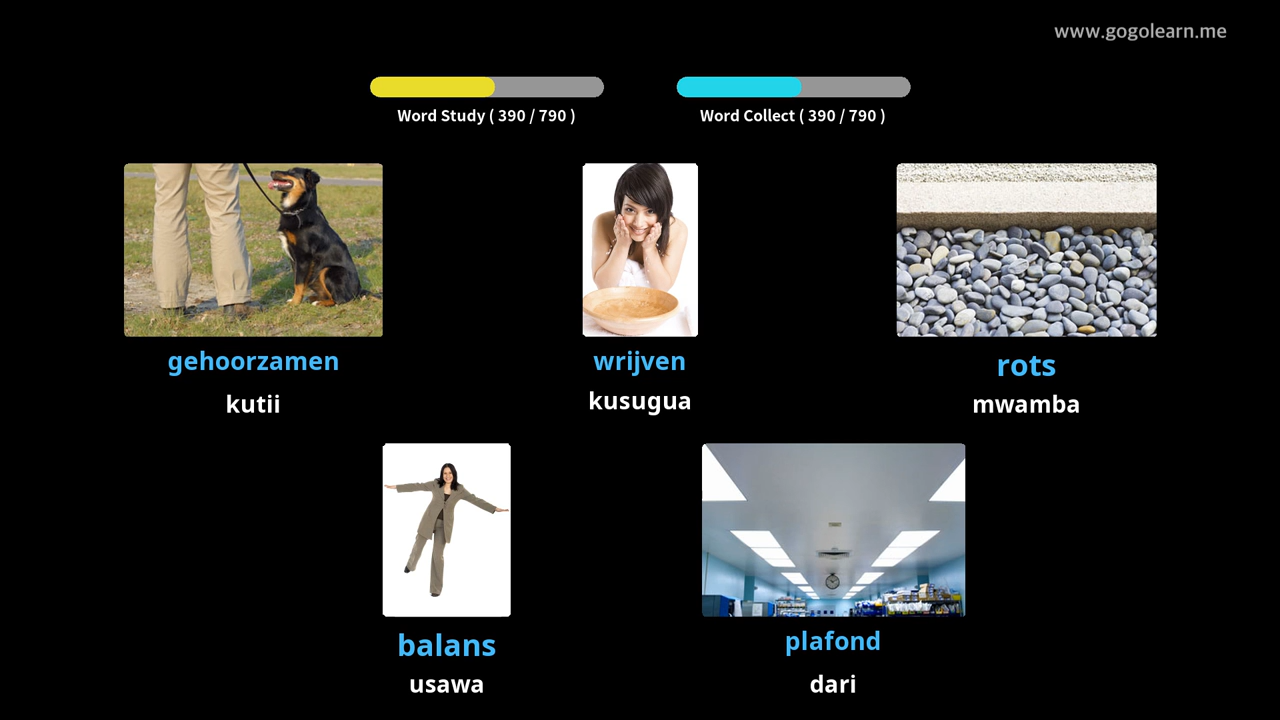 www.gogolearn.me
Word Study ( 390 / 790 )
Word Collect ( 390 / 790 )
gehoorzamen
kutii
wrijven
kusugua
rots
mwamba
balans
usawa
plafond
dari